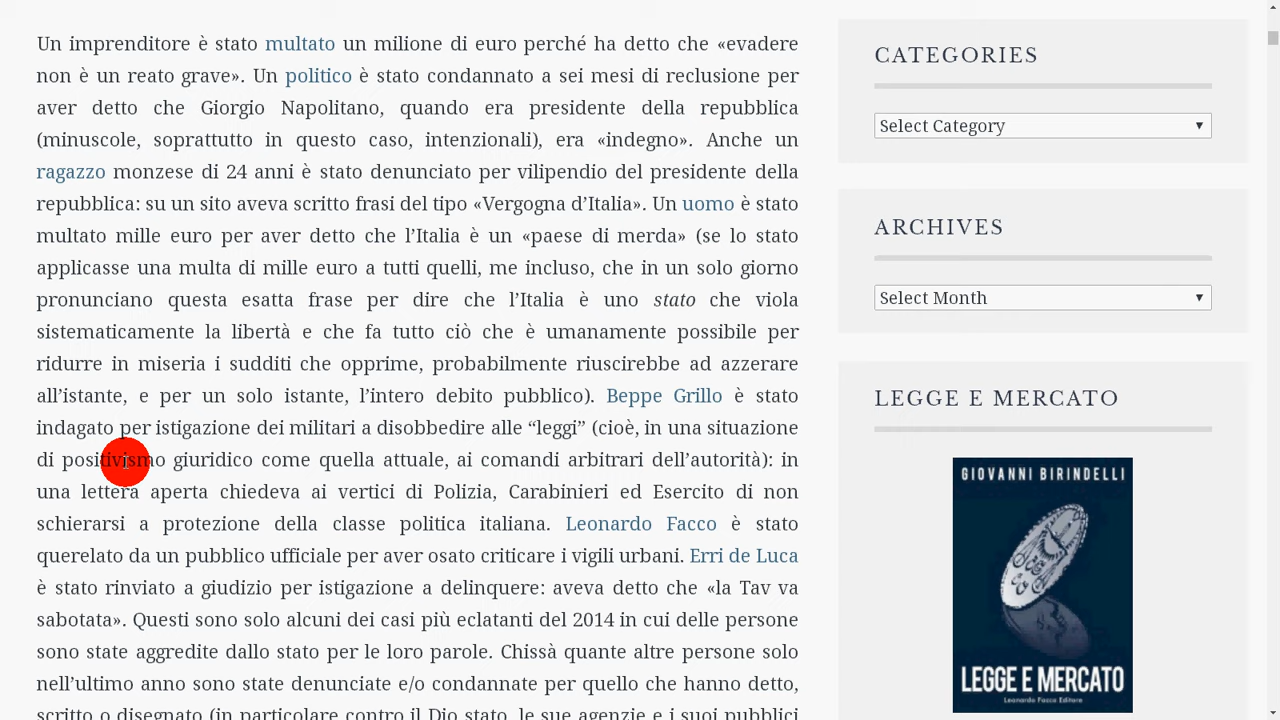 Un imprenditore è stato multato un milione di euro perché ha detto che «evadere
non è un reato grave». Un politico è stato condannato a sei mesi di reclusione per
aver detto che Giorgio Napolitano, quando era presidente della repubblica
(minuscole, soprattutto in questo caso, intenzionali), era «indegno». Anche un
ragazzo monzese di 24 anni è stato denunciato per vilipendio del presidente della
repubblica: su un sito aveva scritto frasi del tipo «Vergogna d’Italia». Un uomo è stato
multato mille euro per aver detto che l’Italia è un «paese di merda» (se lo stato
applicasse una multa di mille euro a tutti quelli, me incluso, che in un solo giorno
pronunciano questa esatta frase per dire che l’Italia è uno stato che viola
sistematicamente la libertà e che fa tutto ciò che è umanamente possibile per
ridurre in miseria i sudditi che opprime, probabilmente riuscirebbe ad azzerare
all’istante, e per un solo istante, l’intero debito pubblico). Beppe Grillo è stato
indagato per istigazione dei militari a disobbedire alle “leggi” (cioè, in una situazione
di positivismo giuridico come quella attuale, ai comandi arbitrari dell’autorità): in
una lettera aperta chiedeva ai vertici di Polizia, Carabinieri ed Esercito di non
schierarsi a protezione della classe politica italiana. Leonardo Facco è stato
querelato da un pubblico ufficiale per aver osato criticare i vigili urbani. Erri de Luca
è stato rinviato a giudizio per istigazione a delinquere: aveva detto che «la Tav va
sabotata». Questi sono solo alcuni dei casi più eclatanti del 2014 in cui delle persone
sono state aggredite dallo stato per le loro parole. Chissà quante altre persone solo
nell’ultimo anno sono state denunciate e/o condannate per quello che hanno detto,
scritto o disegnato (in particolare contro il Dio stato, le sue agenzie e i suoi pubblici
CATEGORIES
Select Category
ARCHIVES
Select Month
LEGGE E MERCATO
GIOVANNI BIRINDELLI
LEGGE E MERCATO
Leonardo Facco Editore